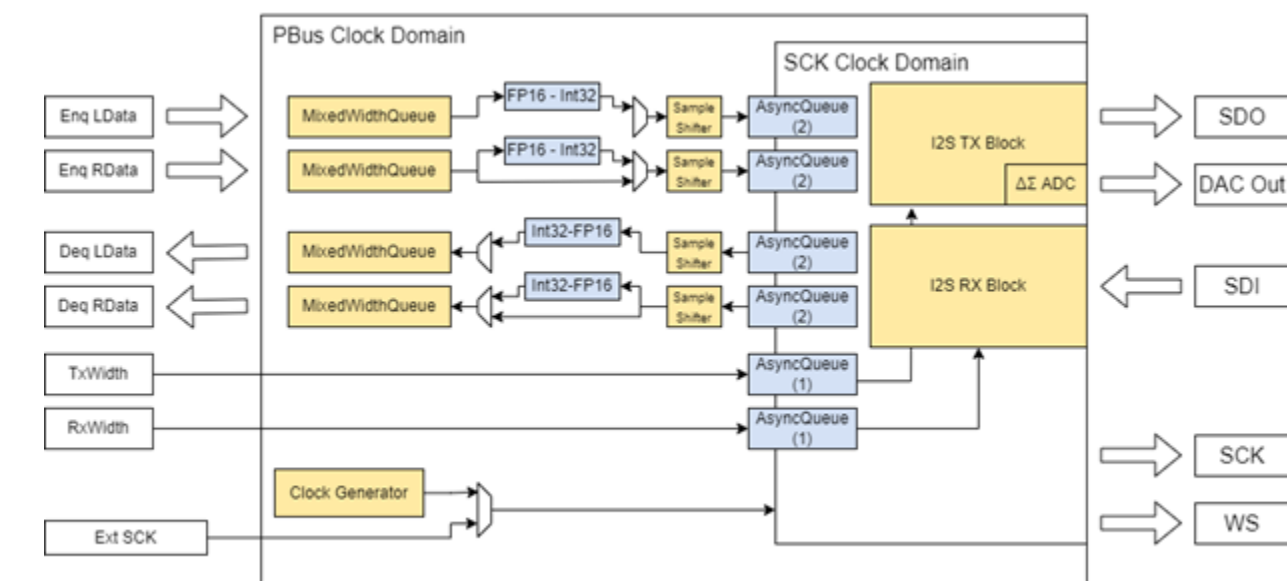 PBus Clock Domain
SCK Clock Domain
Enq LData
MixedWidthQueue
FP16 - Int32
Sample
Shifter
AsyncQueue
(2)
I2S TX Block
SDO
Enq RData
MixedWidthQueue
FP16 - Int32
Sample
Shifter
AsyncQueue
(2)
ΔΣ ADC
DAC Out
Deq LData
MixedWidthQueue
Int32-FP16
Sample
Shifter
AsyncQueue
(2)
I2S RX Block
SDI
Deq RData
MixedWidthQueue
Int32-FP16
Sample
Shifter
AsyncQueue
(2)
TxWidth
AsyncQueue
(1)
RxWidth
AsyncQueue
(1)
SCK
Clock Generator
WS
Ext SCK